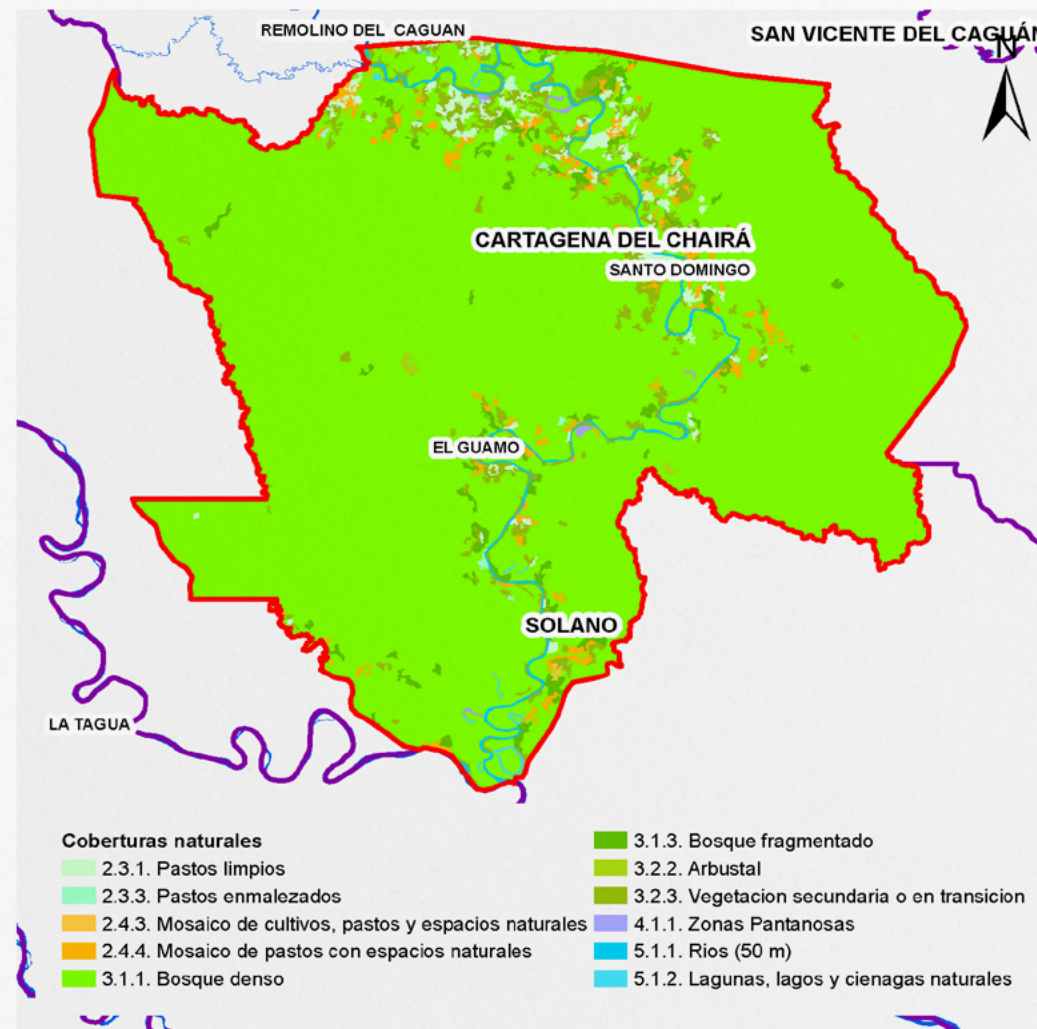 REMOLINO DEL CAGUAN
SAN VICENTE DEL CAGUÁN
N
CARTAGENA DEL CHAIRÁ
SANTO DOMINGO
EL GUAMO
SOLANO
LA TAGUA
Coberturas naturales
2.3.1. Pastos limpios
2.3.3. Pastos enmalezados
2.4.3. Mosaico de cultivos, pastos y espacios naturales
2.4.4. Mosaico de pastos con espacios naturales
3.1.1. Bosque denso
3.1.3. Bosque fragmentado
3.2.2. Arbustal
3.2.3. Vegetacion secundaria o en transicion
4.1.1. Zonas Pantanosas
5.1.1. Rios (50 m)
5.1.2. Lagunas, lagos y cienagas naturales